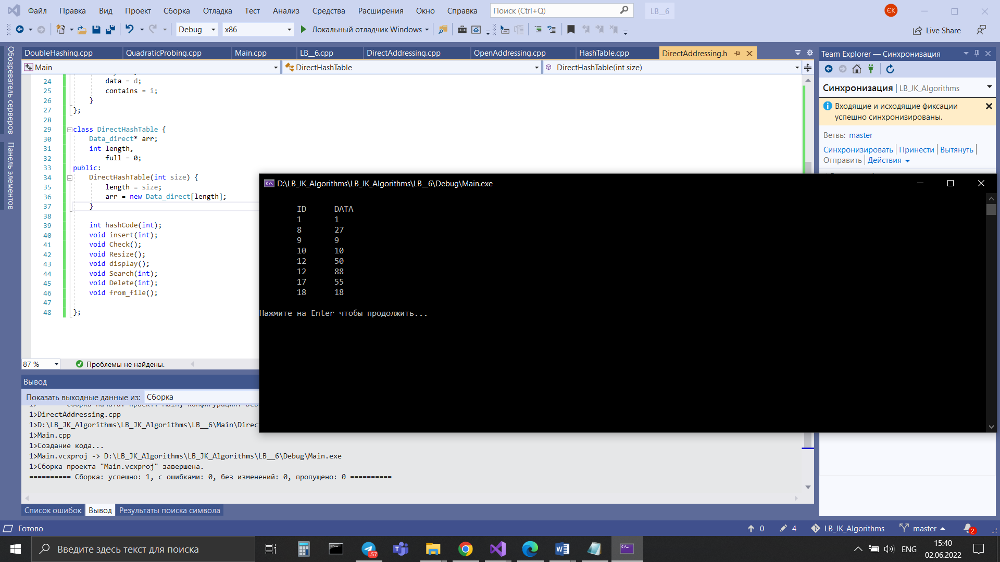 Файл Правка Вид Проект Сборка Отладка Тест Анализ Средства Расширения Окно Справка Поиск (Ctrl+Q) LB__6 ЄК
Debug x86 Локальный отладчик Windows Live Share
Обозреватель серверов
Панель элементов
DoubleHashing.cpp QuadraticProbing.cpp Main.cpp LB__6.cpp DirectAddressing.cpp OpenAddressing.cpp HashTable.cpp DirectAddressing.h
Main DirectHashTable DirectHashTable(int size)
24 data = d;
25 contains = i;
26 }
27 };
28
29 class DirectHashTable {
30 Data_direct* arr;
31 int length,
32 full = 0;
33 public:
34 DirectHashTable(int size) {
35 length = size;
36 arr = new Data_direct[length];
37 }
38
39 int hashCode(int);
40 void insert(int);
41 void Check();
42 void Resize();
43 void display();
44 void Search(int);
45 void Delete(int);
46 void from_file();
47
48 };
87 % Проблемы не найдены.
D:\LB_JK_Algorithms\LB_JK_Algorithms\LB__6\Debug\Main.exe
ID DATA
1 1
8 27
9 9
10 10
12 50
12 88
17 55
18 18
Нажмите на Enter чтобы продолжить...
Team Explorer — Синхронизация
Синхронизация | LB_JK_Algorithms
Входящие и исходящие фиксации
успешно синхронизированы.
Ветвь: master
Синхронизировать Принести Вытянуть
Отправить Действия
Вывод
Показать выходные данные из: Сборка
1>DirectAddressing.cpp
1>D:\LB_JK_Algorithms\LB_JK_Algorithms\LB__6\Main\Direc
1>Main.cpp
1>Создание кода...
1>Main.vcxproj -> D:\LB_JK_Algorithms\LB_JK_Algorithms\LB__6\Debug\Main.exe
1>Сборка проекта "Main.vcxproj" завершена.
========== Сборка: успешно: 1, с ошибками: 0, без изменений: 0, пропущено: 0 ==========
Список ошибок Вывод Результаты поиска символа
Готово 0 4 LB_JK_Algorithms master 2
Введите здесь текст для поиска ..57 ENG 15:40
02.06.2022